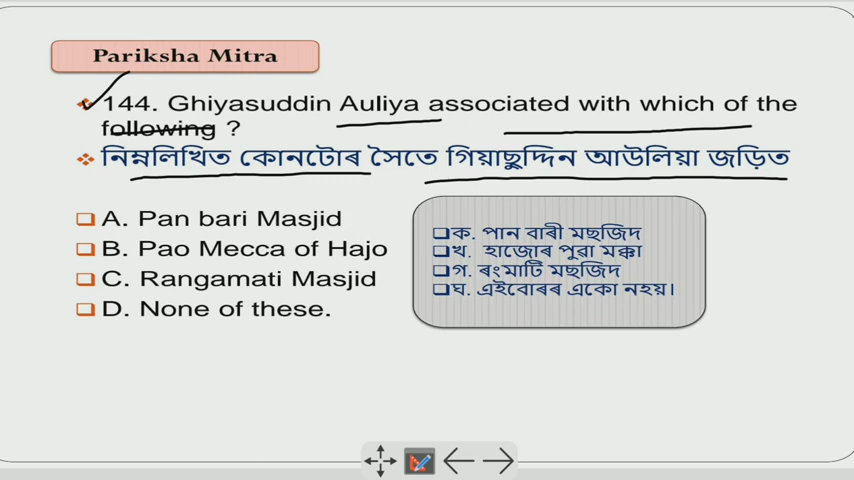 Pariksha Mitra
144. Ghiyasuddin Auliya associated with which of the
following ?
নিম্নলিখিত কোনটোৰ সৈতে গিয়াছুদ্দিন আউলিয়া জড়িত
A. Pan bari Masjid
B. Pao Mecca of Hajo
C. Rangamati Masjid
D. None of these.
ক. পান বাৰী মছজিদ
খ. হাজোৰ পুৱা মক্কা
গ. ৰংমাটি মছজিদ
ঘ. এইবোৰৰ একো নহয়।